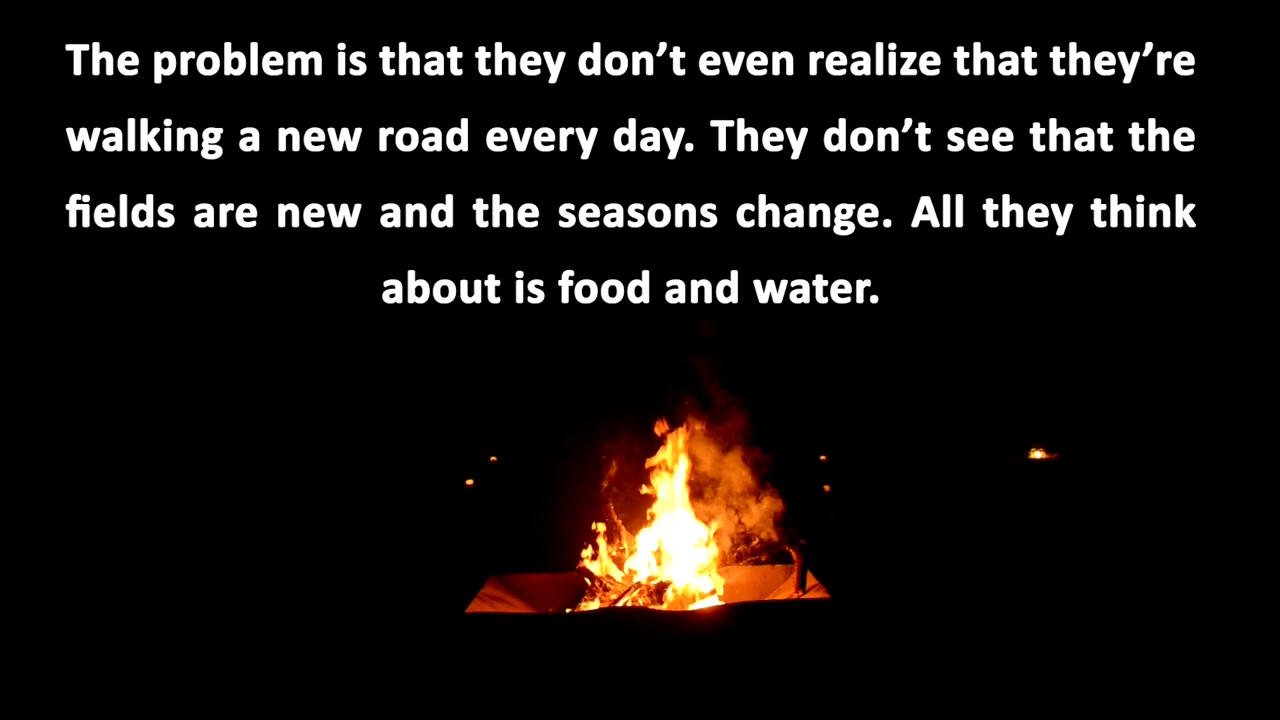 The problem is that they don’t even realize that they’re
walking a new road every day. They don’t see that the
fields are new and the seasons change. All they think
about is food and water.